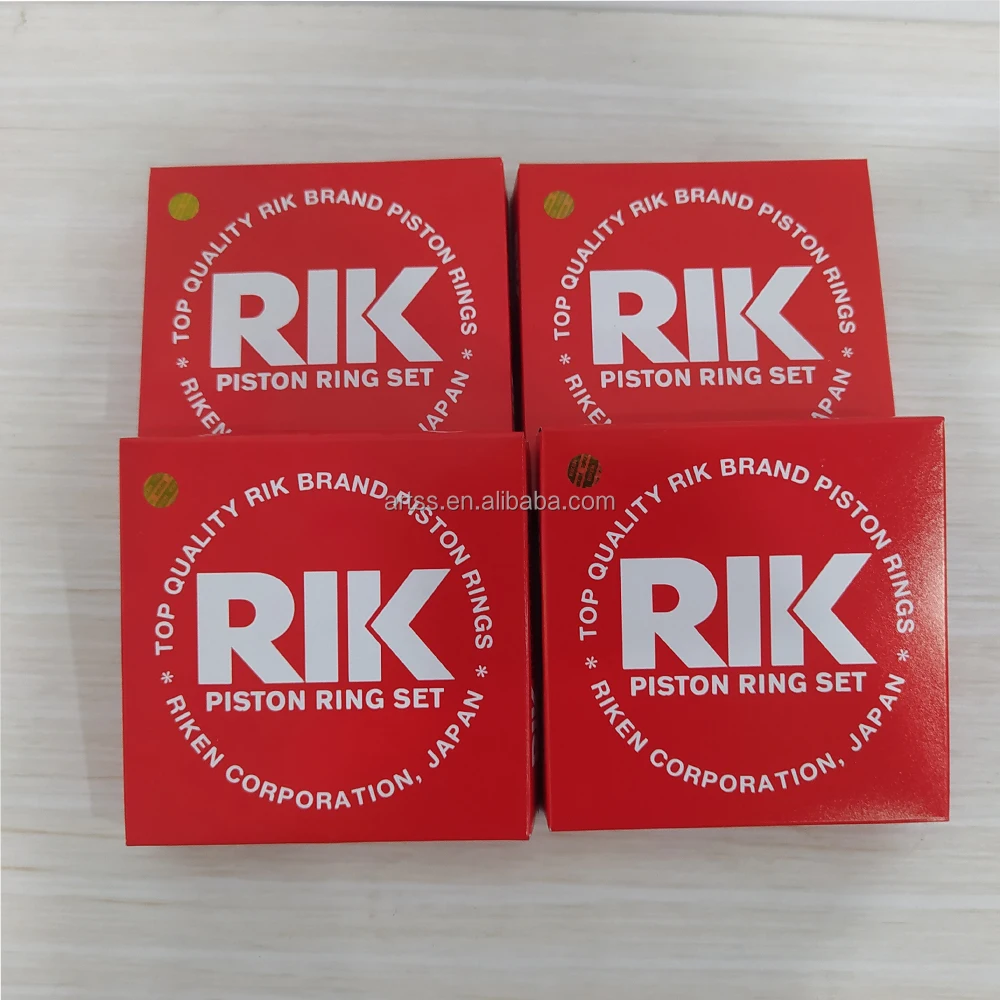 * TOP QUALITY RIK BRAND PISTON RINGS *
RIK
PISTON RING SET
RIKEN
JAPAN
* TOP QUALITY RIK BRAND PISTON RINGS *
RIK
PISTON RING SET
RIKEN
JAPAN
* TOP QUALITY RIK BRAND PISTON RINGS *
RIK
PISTON RING SET
RIKEN CORPORATION, JAPAN
* TOP QUALITY RIK BRAND PISTON RINGS *
RIK
PISTON RING SET
RIKEN CORPORATION, JAPAN
artss.en.alibaba.com